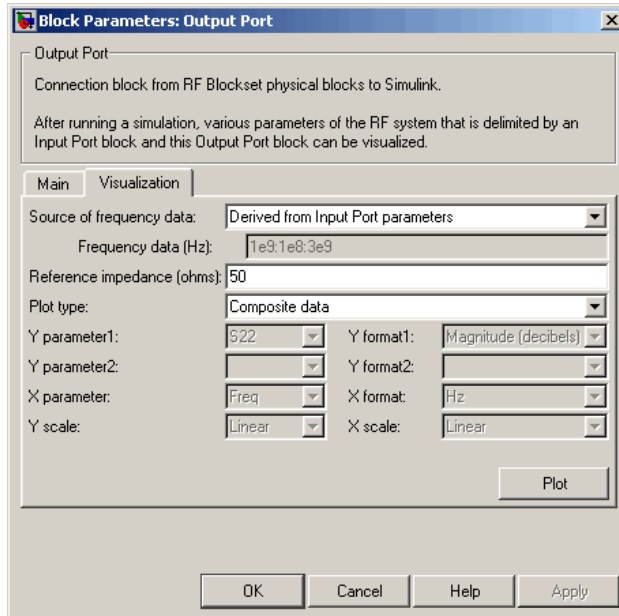 Block Parameters: Output Port
Output Port
Connection block from RF Blockset physical blocks to Simulink.
After running a simulation, various parameters of the RF system that is delimited by an
Input Port block and this Output Port block can be visualized.
Main Visualization
Source of frequency data: Derived from Input Port parameters
Frequency data (Hz): 1e9:1e8:3e9
Reference impedance (ohms): 50
Plot type: Composite data
Y parameter1: S22 Y format1: Magnitude (decibels)
Y parameter2: Y format2:
X parameter: Freq X format: Hz
Y scale: Linear X scale: Linear
Plot
OK Cancel Help Apply